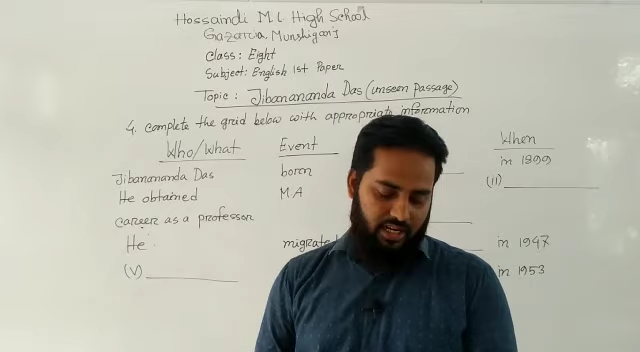 Hossaindi M.L High School
Gazaria Munshiganj
Class: Eight
Subject: English 1st Paper
Topic: Jibanananda Das (unseen passage)
4. Complete the grid below with appropriate information
Who/What Event When
Jibanananda Das born in 1899
He obtained M.A (ii)
career as a professor
He migrated in 1947
(v) in 1953